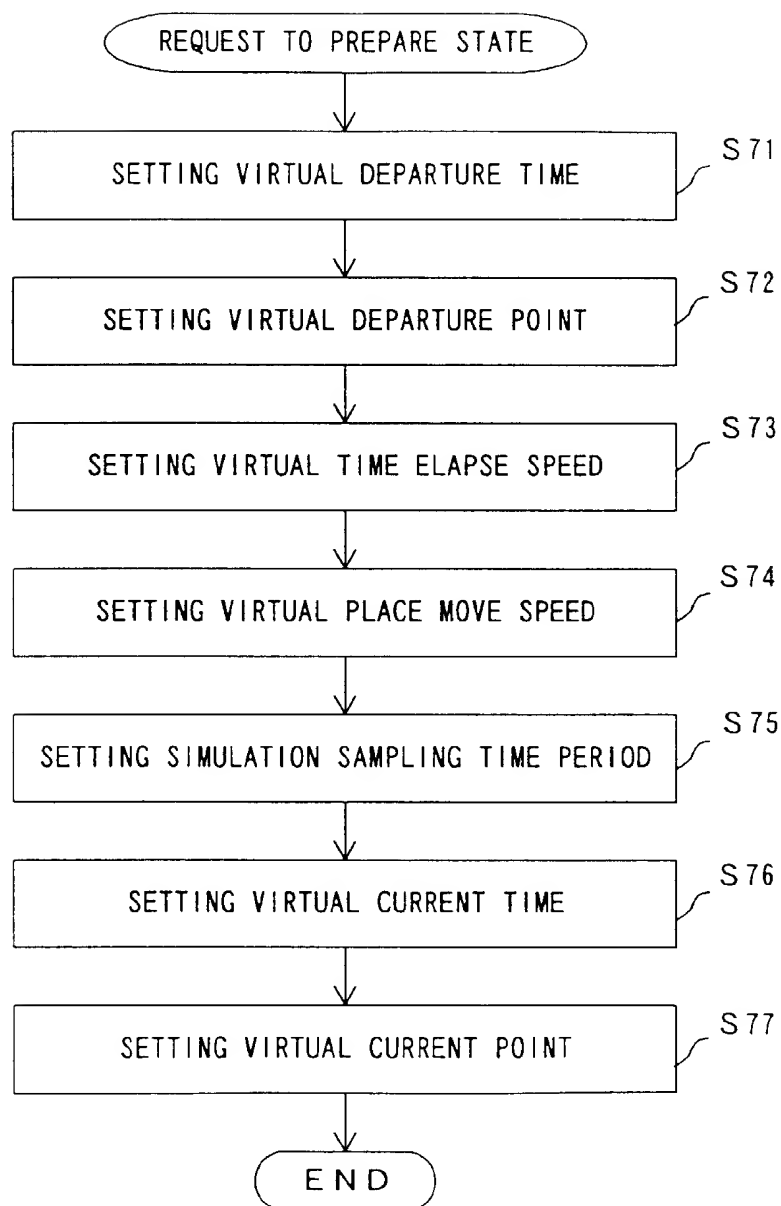 REQUEST TO PREPARE STATE
S71
SETTING VIRTUAL DEPARTURE TIME
S72
SETTING VIRTUAL DEPARTURE POINT
S73
SETTING VIRTUAL TIME ELAPSE SPEED
S74
SETTING VIRTUAL PLACE MOVE SPEED
S75
SETTING SIMULATION SAMPLING TIME PERIOD
S76
SETTING VIRTUAL CURRENT TIME
S77
SETTING VIRTUAL CURRENT POINT
END